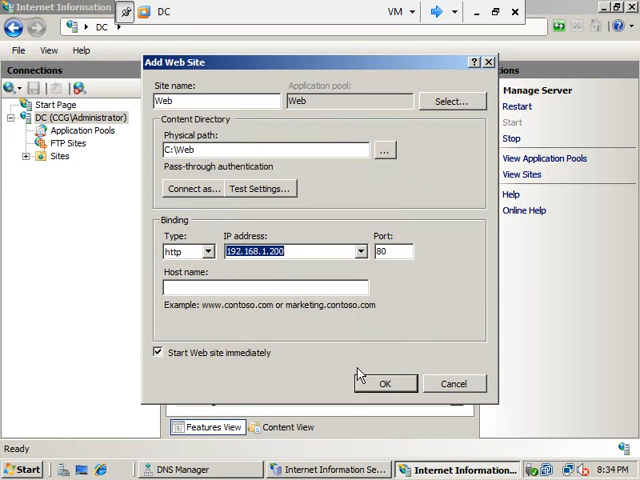 Internet Information
DC
VM
DC
File View Help
Connections
Start Page
DC (CCG\Administrator)
Application Pools
FTP Sites
Sites
Add Web Site
Site name:
Application pool:
Web
Web
Select...
Content Directory
Physical path:
C:\Web
...
Pass-through authentication
Connect as...
Test Settings...
Binding
Type:
IP address:
Port:
http
192.168.1.200
80
Host name:
Example: www.contoso.com or marketing.contoso.com
Start Web site immediately
OK
Cancel
Manage Server
Restart
Start
Stop
View Application Pools
View Sites
Help
Online Help
Features View
Content View
Ready
Start
DNS Manager
Internet Information Se...
Internet Information...
8:34 PM